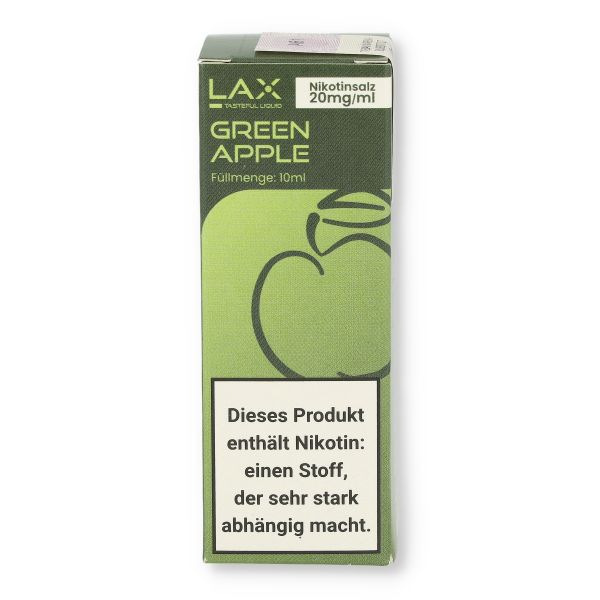 LAX
TASTEFUL LIQUID
Nikotinsalz
20mg/ml
GREEN
APPLE
Füllmenge: 10ml
Dieses Produkt
enthält Nikotin:
einen Stoff,
der sehr stark
abhängig macht.